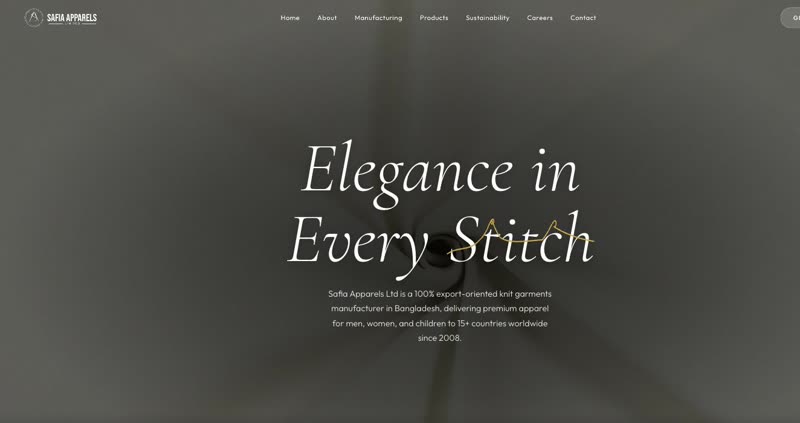 SAFIA APPARELS
LIMITED
Home About Manufacturing Products Sustainability Careers Contact
Elegance in
Every Stitch
Safia Apparels Ltd is a 100% export-oriented knit garments
manufacturer in Bangladesh, delivering premium apparel
for men, women, and children to 15+ countries worldwide
since 2008.